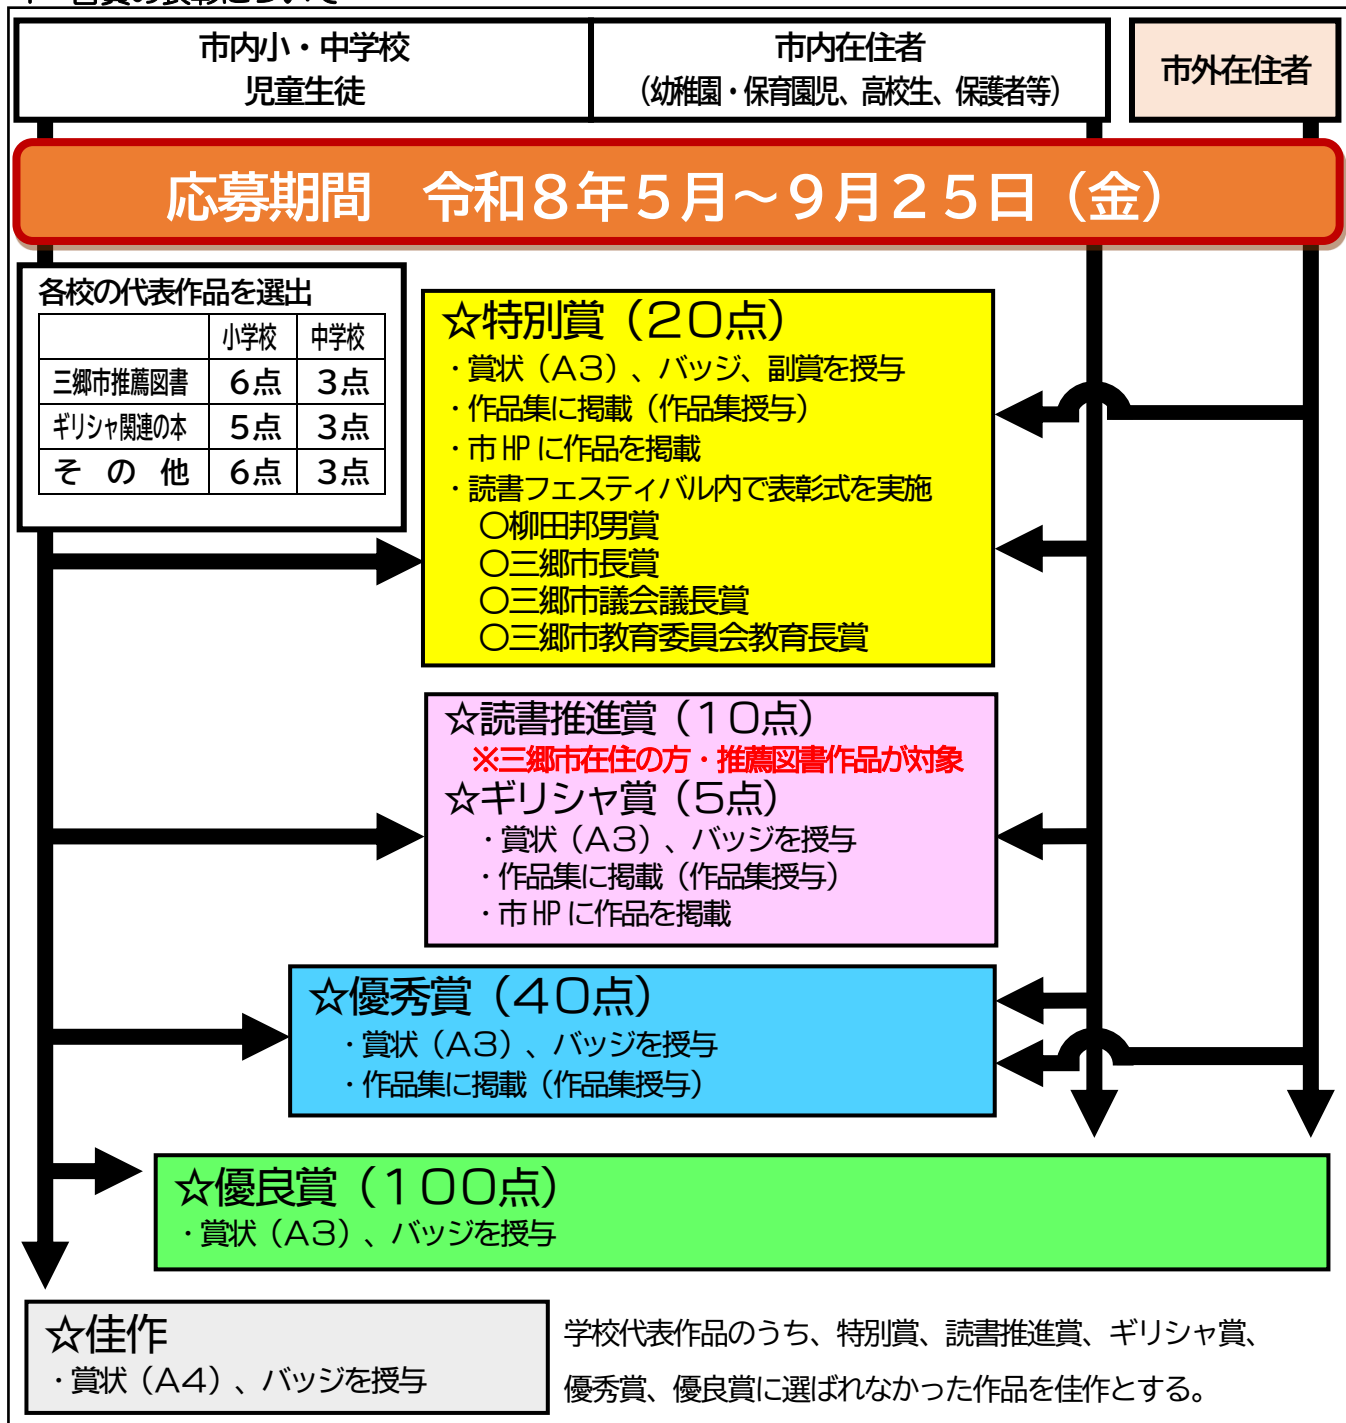 市内小・中学校
児童生徒
市内在住者
（幼稚園・保育園児、高校生、保護者等）
市外在住者
応募期間　令和８年５月～９月２５日（金）
各校の代表作品を選出
小学校　中学校
三郷市推薦図書　６点　３点
ギリシャ関連の本　５点　３点
そ　の　他　６点　３点
☆特別賞（２０点）
・賞状（Ａ３）、バッジ、副賞を授与
・作品集に掲載（作品集授与）
・市HPに作品を掲載
・読書フェスティバル内で表彰式を実施
〇柳田邦男賞
〇三郷市長賞
〇三郷市議会議長賞
〇三郷市教育委員会教育長賞
☆読書推進賞（１０点）
※三郷市在住の方・推薦図書作品が対象
☆ギリシャ賞（５点）
・賞状（Ａ３）、バッジを授与
・作品集に掲載（作品集授与）
・市HPに作品を掲載
☆優秀賞（４０点）
・賞状（Ａ３）、バッジを授与
・作品集に掲載（作品集授与）
☆優良賞（１００点）
・賞状（Ａ３）、バッジを授与
☆佳作
・賞状（Ａ４）、バッジを授与
学校代表作品のうち、特別賞、読書推進賞、ギリシャ賞、
優秀賞、優良賞に選ばれなかった作品を佳作とする。